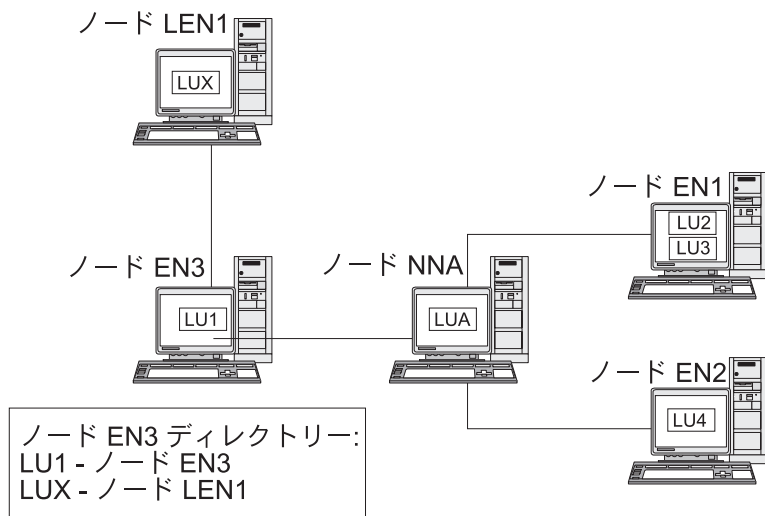 ノード LEN1
LUX
ノード EN1
LU2
LU3
ノード EN3
LU1
ノード NNA
LUA
ノード EN2
LU4
ノード EN3 ディレクトリー:
LU1 - ノード EN3
LUX - ノード LEN1